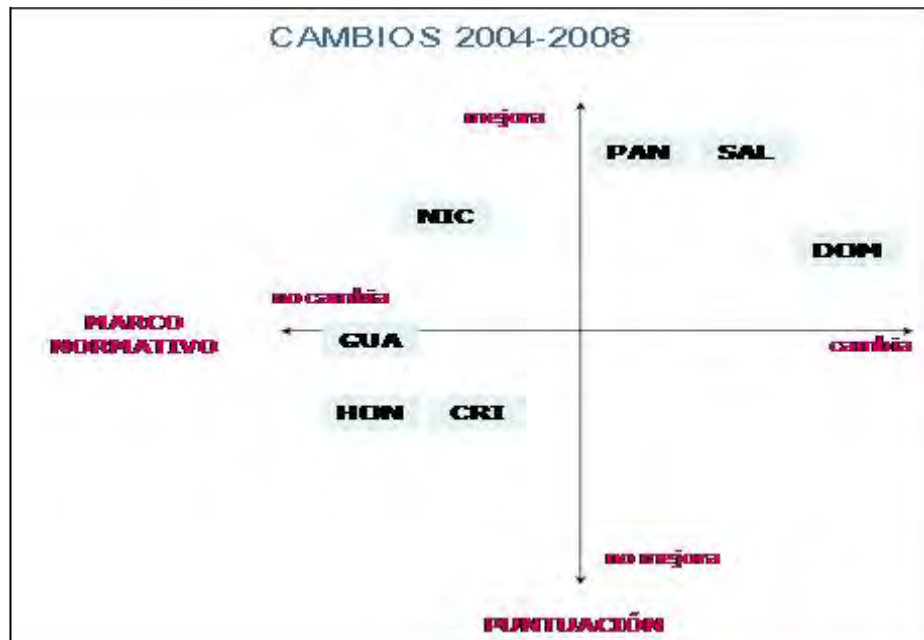 CAMBIOS 2004-2008
mejora
PAN
SAL
NIC
DOM
no cambia
MARCO
NORMATIVO
GUA
cambia
HON
CRI
no mejora
PUNTUACIÓN